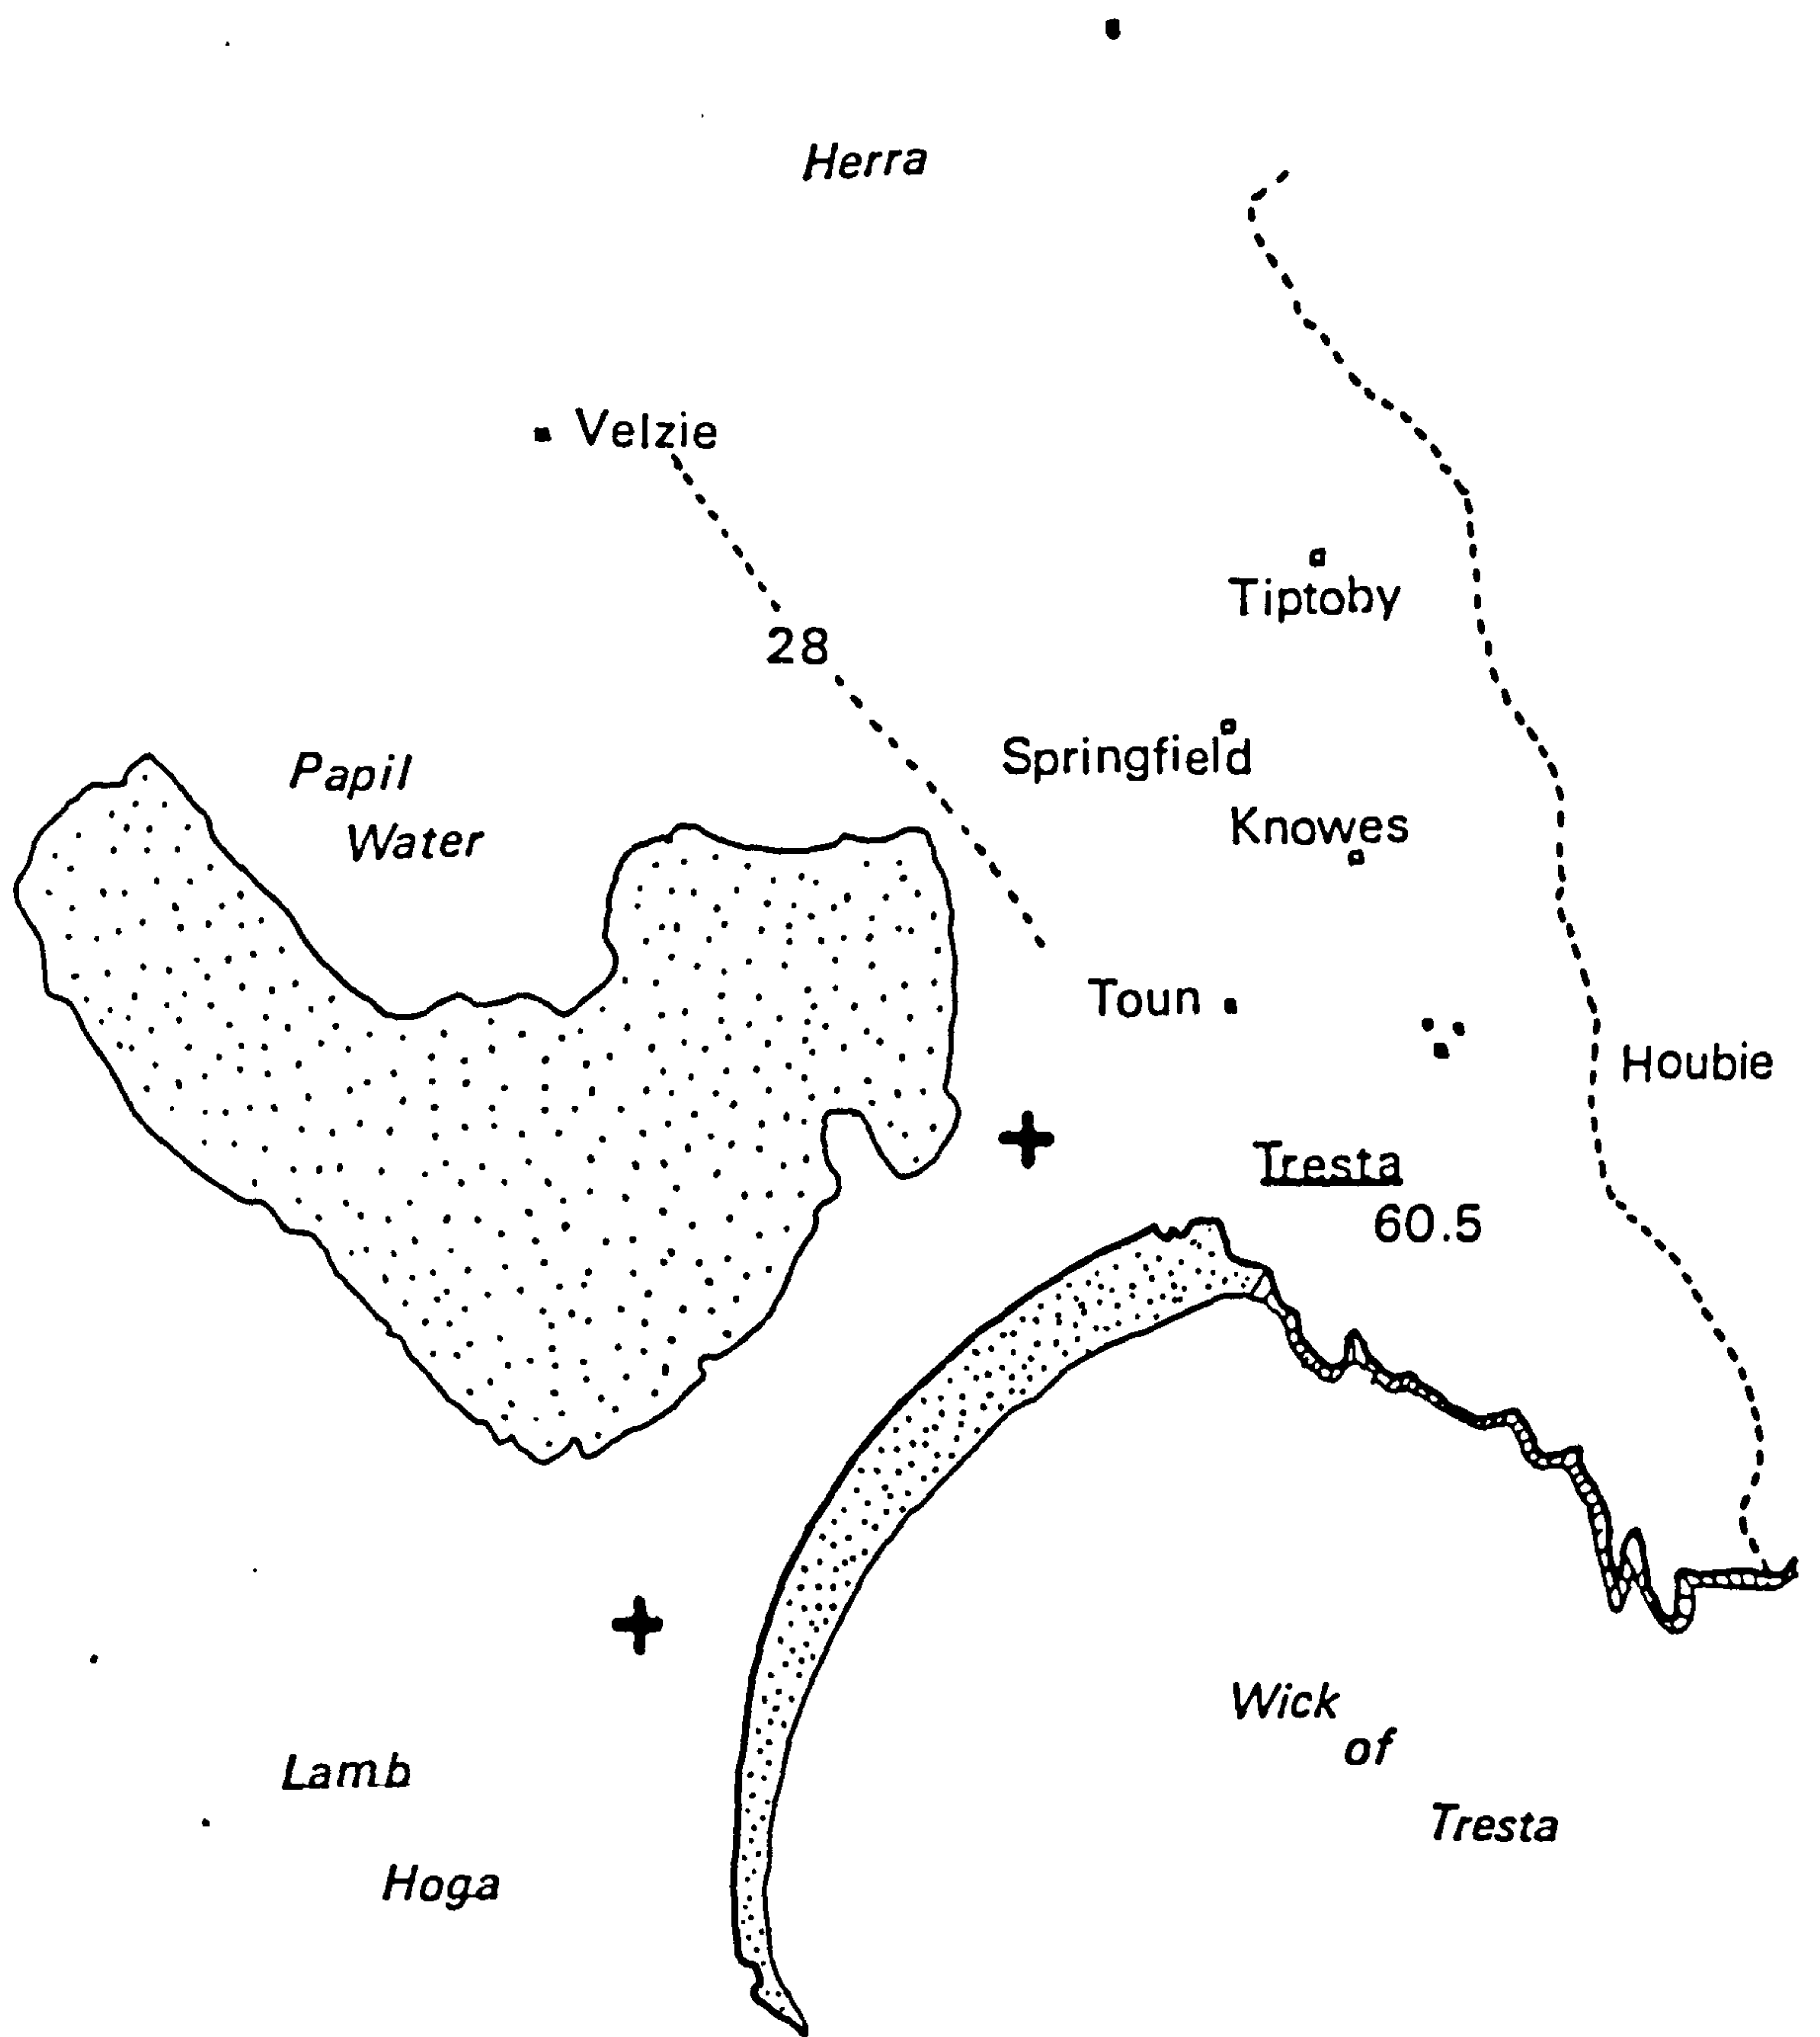 Herra
Velzie
Tiptoby
28
Springfield
Papil
Water
Knowes
Toun
Houbie
Tresta
60.5
Wick
of
Tresta
Lamb
Hoga